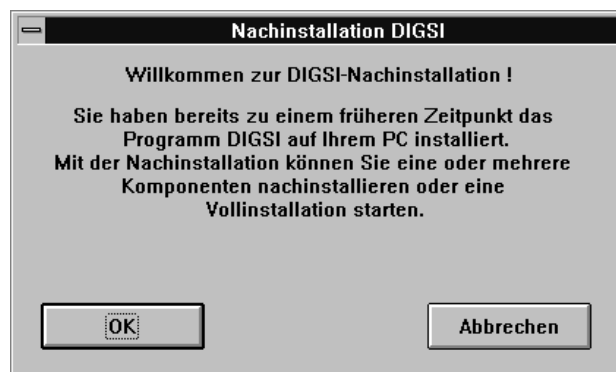 Nachinstallation DIGSI
Willkommen zur DIGSI-Nachinstallation !
Sie haben bereits zu einem früheren Zeitpunkt das
Programm DIGSI auf Ihrem PC installiert.
Mit der Nachinstallation können Sie eine oder mehrere
Komponenten nachinstallieren oder eine
Vollinstallation starten.
OK
Abbrechen